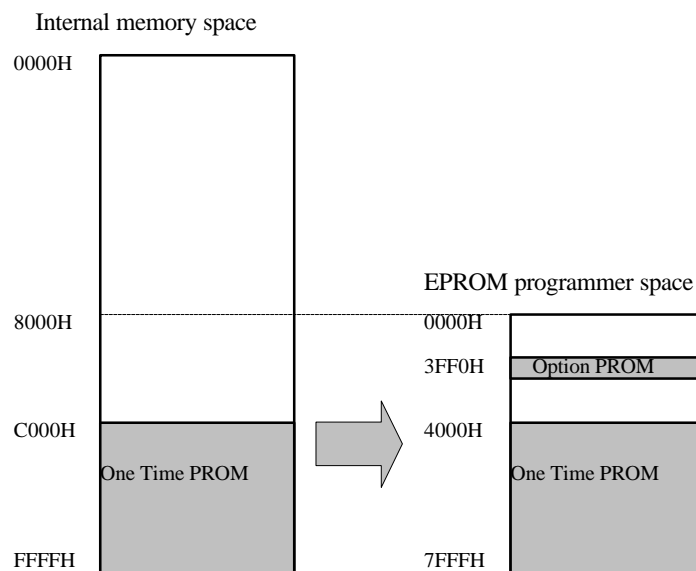 Internal memory space
0000H
EPROM programmer space
8000H
0000H
3FF0H
Option PROM
C000H
4000H
One Time PROM
One Time PROM
FFFFH
7FFFH